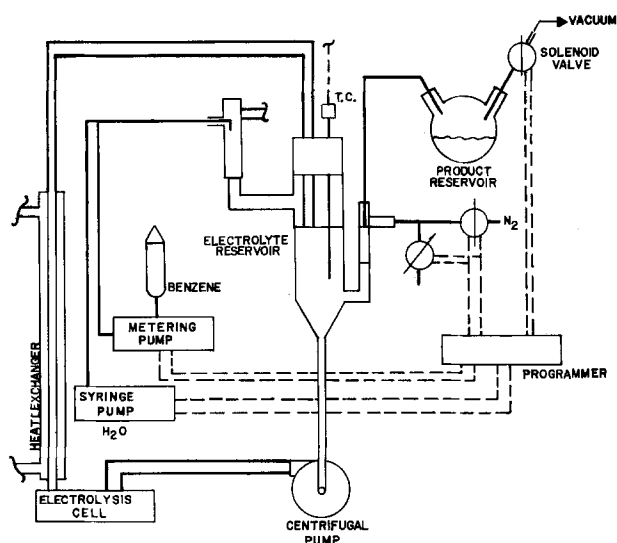 VACUUM
SOLENOID
VALVE
T.C.
PRODUCT
RESERVOIR
N2
ELECTROLYTE
RESERVOIR
BENZENE
METERING
PUMP
PROGRAMMER
HEAT EXCHANGER
SYRINGE
PUMP
H2O
ELECTROLYSIS
CELL
CENTRIFUGAL
PUMP